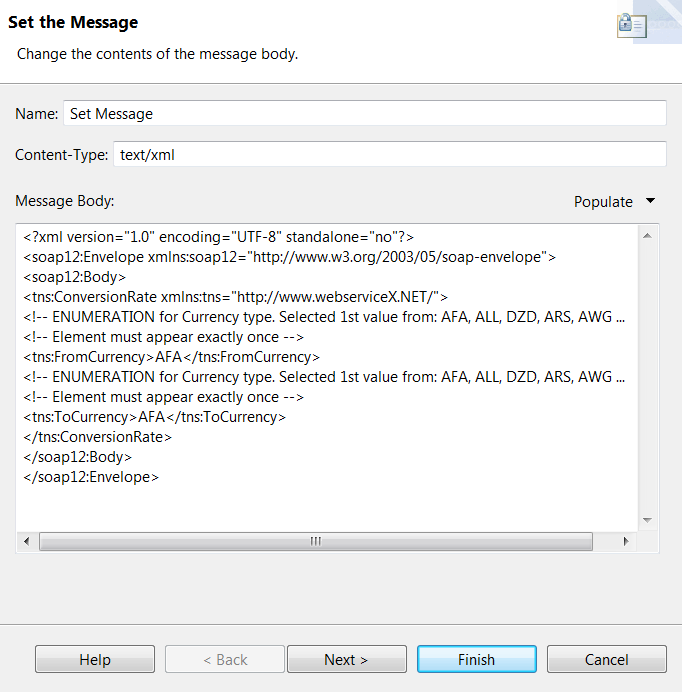 Set the Message
Change the contents of the message body.
Name: Set Message
Content-Type: text/xml
Message Body: Populate
<?xml version="1.0" encoding="UTF-8" standalone="no"?>
<soap12:Envelope xmlns:soap12="http://www.w3.org/2003/05/soap-envelope">
<soap12:Body>
<tns:ConversionRate xmlns:tns="http://www.webserviceX.NET/">
<!-- ENUMERATION for Currency type. Selected 1st value from: AFA, ALL, DZD, ARS, AWG ...
<!-- Element must appear exactly once -->
<tns:FromCurrency>AFA</tns:FromCurrency>
<!-- ENUMERATION for Currency type. Selected 1st value from: AFA, ALL, DZD, ARS, AWG ...
<!-- Element must appear exactly once -->
<tns:ToCurrency>AFA</tns:ToCurrency>
</tns:ConversionRate>
</soap12:Body>
</soap12:Envelope>
Help < Back Next > Finish Cancel